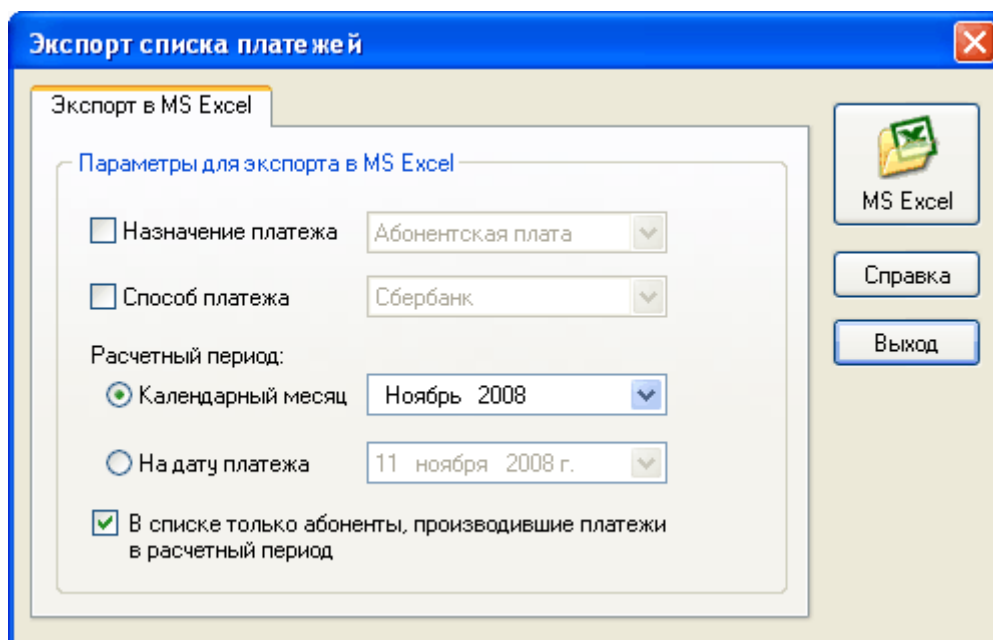 Экспорт списка платежей
Экспорт в MS Excel
Параметры для экспорта в MS Excel
Назначение платежа
Абонентская плата
Способ платежа
Сбербанк
Расчетный период:
Календарный месяц
Ноябрь 2008
На дату платежа
11 ноября 2008 г.
В списке только абоненты, производившие платежи
в расчетный период
MS Excel
Справка
Выход